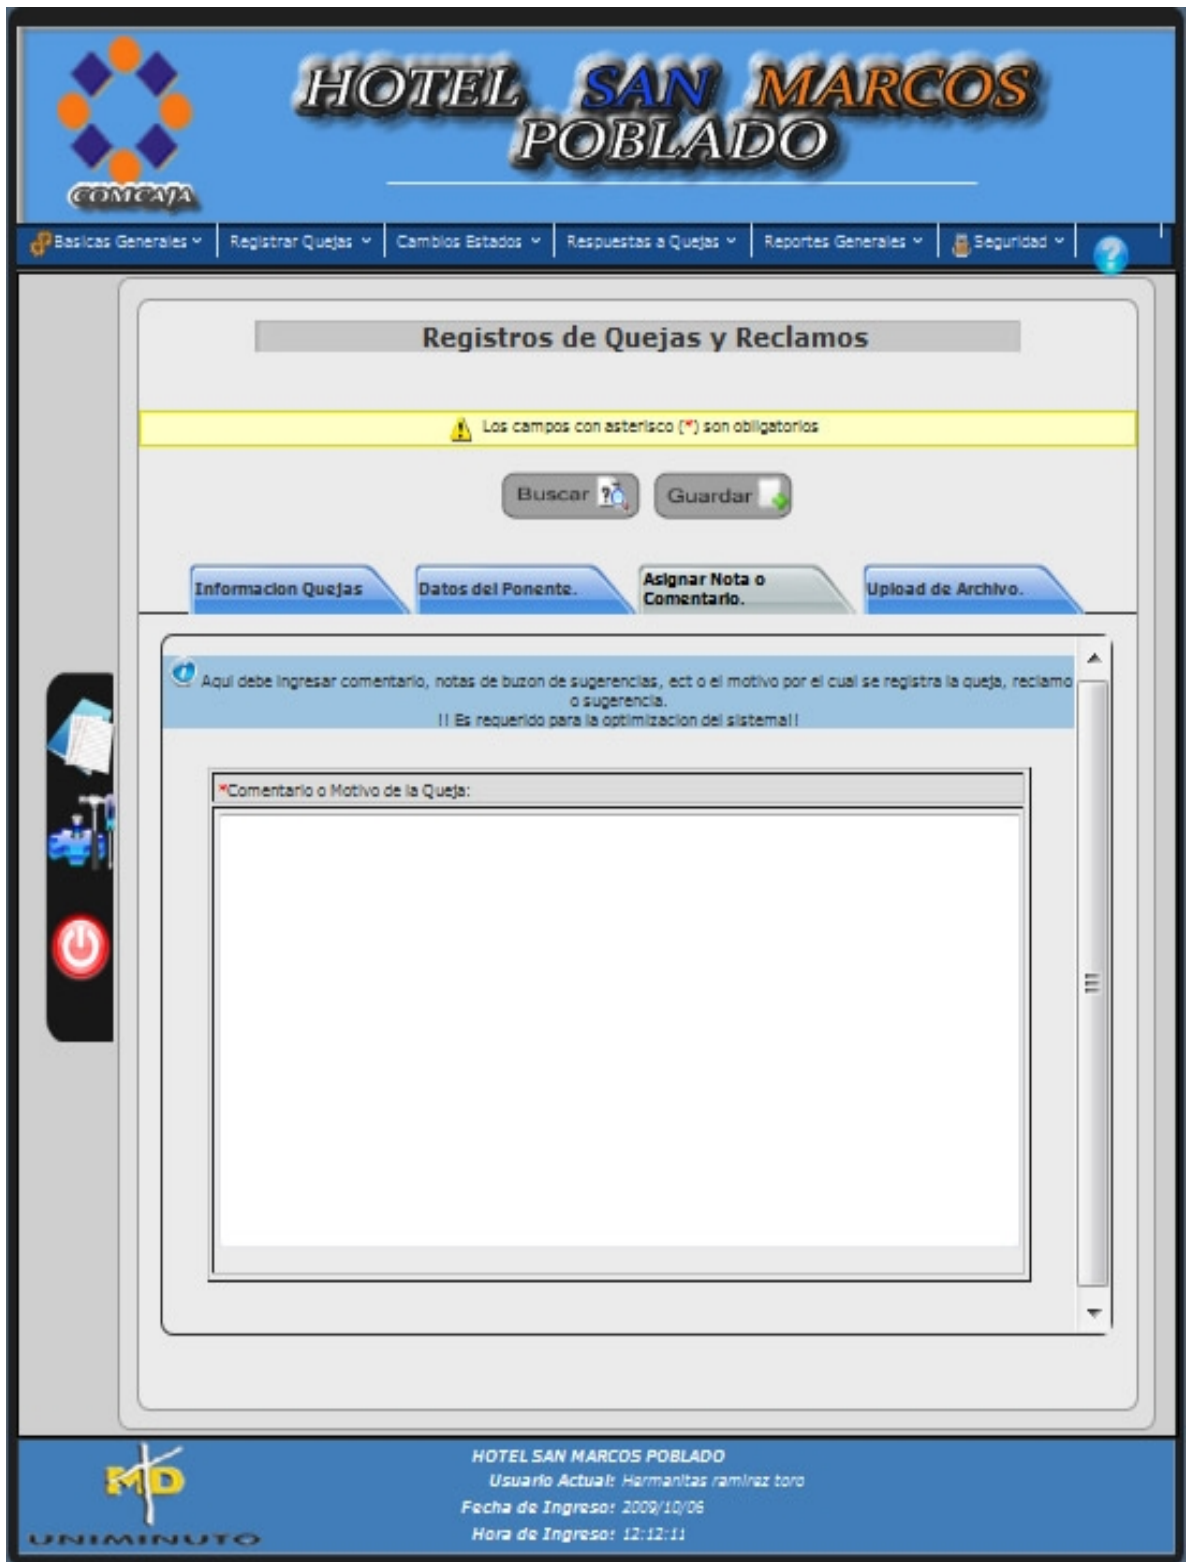 HOTEL SAN MARCOS
POBLADO
COMCAJA
Basicas Generales
Registrar Quejas
Cambios Estados
Respuestas a Quejas
Reportes Generales
Seguridad
Registros de Quejas y Reclamos
Los campos con asterisco (*) son obligatorios
Buscar
Guardar
Informacion Quejas
Datos del Ponente.
Asignar Nota o
Comentario.
Upload de Archivo.
Aqui debe ingresar comentario, notas de buzon de sugerencias, ect o el motivo por el cual se registra la queja, reclamo
o sugerencia.
!! Es requerido para la optimizacion del sistema!!
*Comentario o Motivo de la Queja:
HOTEL SAN MARCOS POBLADO
Usuario Actual: Hermanitas ramirez toro
Fecha de Ingreso: 2009/10/06
Hora de Ingreso: 12:12:11
MD
UNIMINUTO